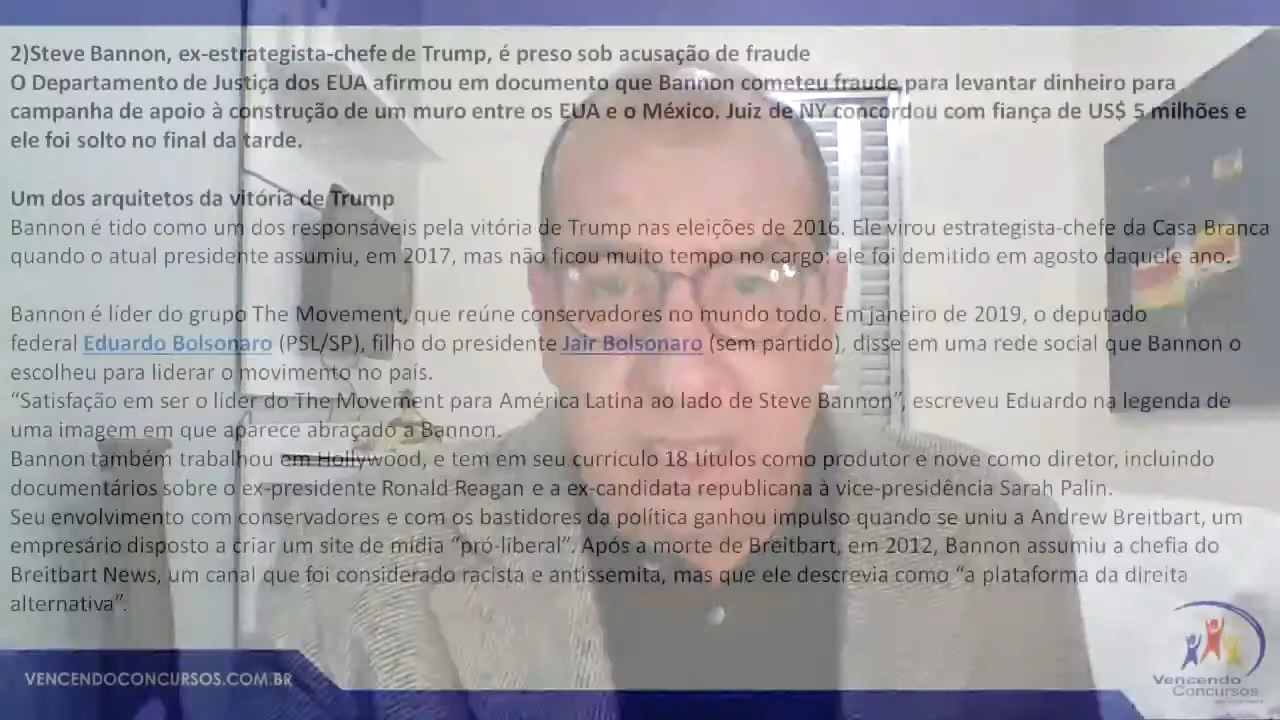 2)Steve Bannon, ex-estrategista-chefe de Trump, é preso sob acusação de fraude
O Departamento de Justiça dos EUA afirmou em documento que Bannon cometeu fraude para levantar dinheiro para
campanha de apoio à construção de um muro entre os EUA e o México. Juiz de NY concordou com fiança de US$ 5 milhões e
ele foi solto no final da tarde.
Um dos arquitetos da vitória de Trump
Bannon é tido como um dos responsáveis pela vitória de Trump nas eleições de 2016. Ele virou estrategista-chefe da Casa Branca
quando o atual presidente assumiu, em 2017, mas não ficou muito tempo no cargo: ele foi demitido em agosto daquele ano.
Bannon é líder do grupo The Movement, que reúne conservadores no mundo todo. Em janeiro de 2019, o deputado
federal Eduardo Bolsonaro (PSL/SP), filho do presidente Jair Bolsonaro (sem partido), disse em uma rede social que Bannon o
escolheu para liderar o movimento no país.
“Satisfação em ser o líder do The Movement para América Latina ao lado de Steve Bannon”, escreveu Eduardo na legenda de
uma imagem em que aparece abraçado a Bannon.
Bannon também trabalhou em Hollywood, e tem em seu currículo 18 títulos como produtor e nove como diretor, incluindo
documentários sobre o ex-presidente Ronald Reagan e a ex-candidata republicana à vice-presidência Sarah Palin.
Seu envolvimento com conservadores e com os bastidores da política ganhou impulso quando se uniu a Andrew Breitbart, um
empresário disposto a criar um site de mídia “pró-liberal”. Após a morte de Breitbart, em 2012, Bannon assumiu a chefia do
Breitbart News, um canal que foi considerado racista e antissemita, mas que ele descrevia como “a plataforma da direita
alternativa”.
VENCENDOCONCURSOS.COM.BR
Vencendo
Concursos